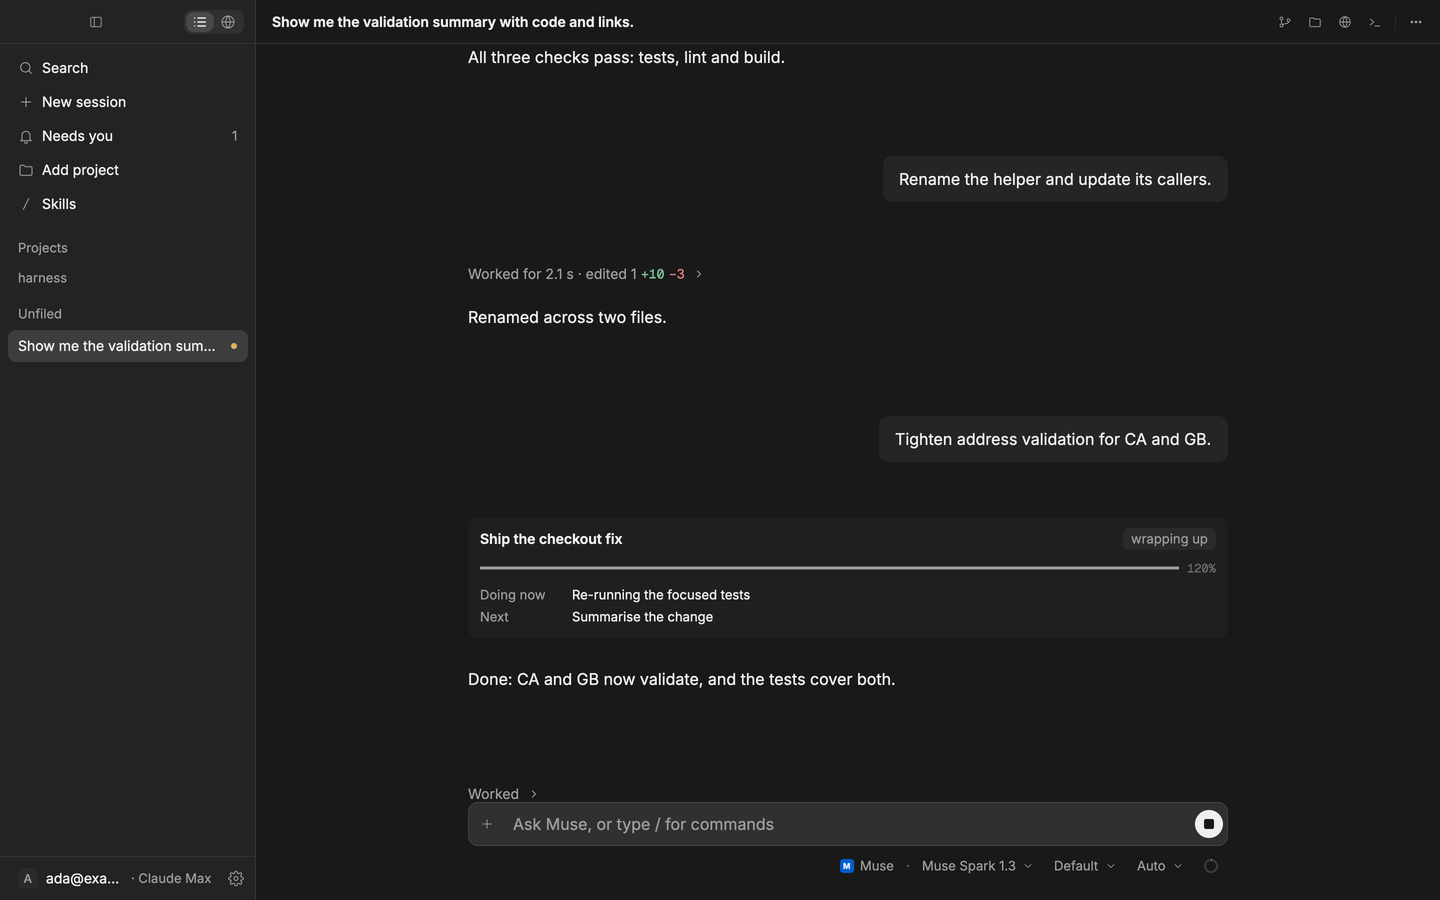 Show me the validation summary with code and links.
Search
New session
Needs you 1
Add project
/ Skills
Projects
harness
Unfiled
Show me the validation sum...
A ada@exa... · Claude Max
All three checks pass: tests, lint and build.
Rename the helper and update its callers.
Worked for 2.1 s · edited 1 +10 −3
Renamed across two files.
Tighten address validation for CA and GB.
Ship the checkout fix wrapping up
120%
Doing now Re-running the focused tests
Next Summarise the change
Done: CA and GB now validate, and the tests cover both.
Worked
Ask Muse, or type / for commands
M Muse · Muse Spark 1.3 Default Auto